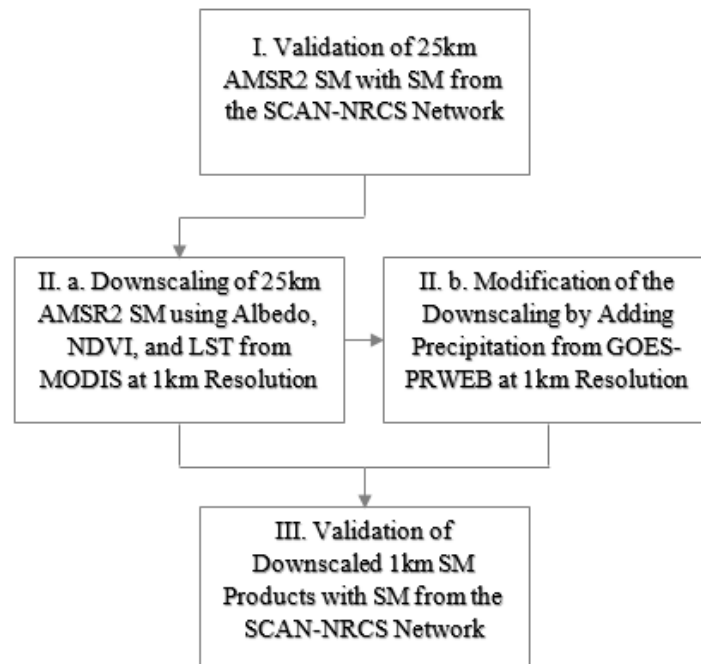 I. Validation of 25km
AMSR2 SM with SM from
the SCAN-NRCS Network
II. a. Downscaling of 25km
AMSR2 SM using Albedo,
NDVI, and LST from
MODIS at 1km Resolution
II. b. Modification of the
Downscaling by Adding
Precipitation from GOES-
PRWEB at 1km Resolution
III. Validation of
Downscaled 1km SM
Products with SM from the
SCAN-NRCS Network